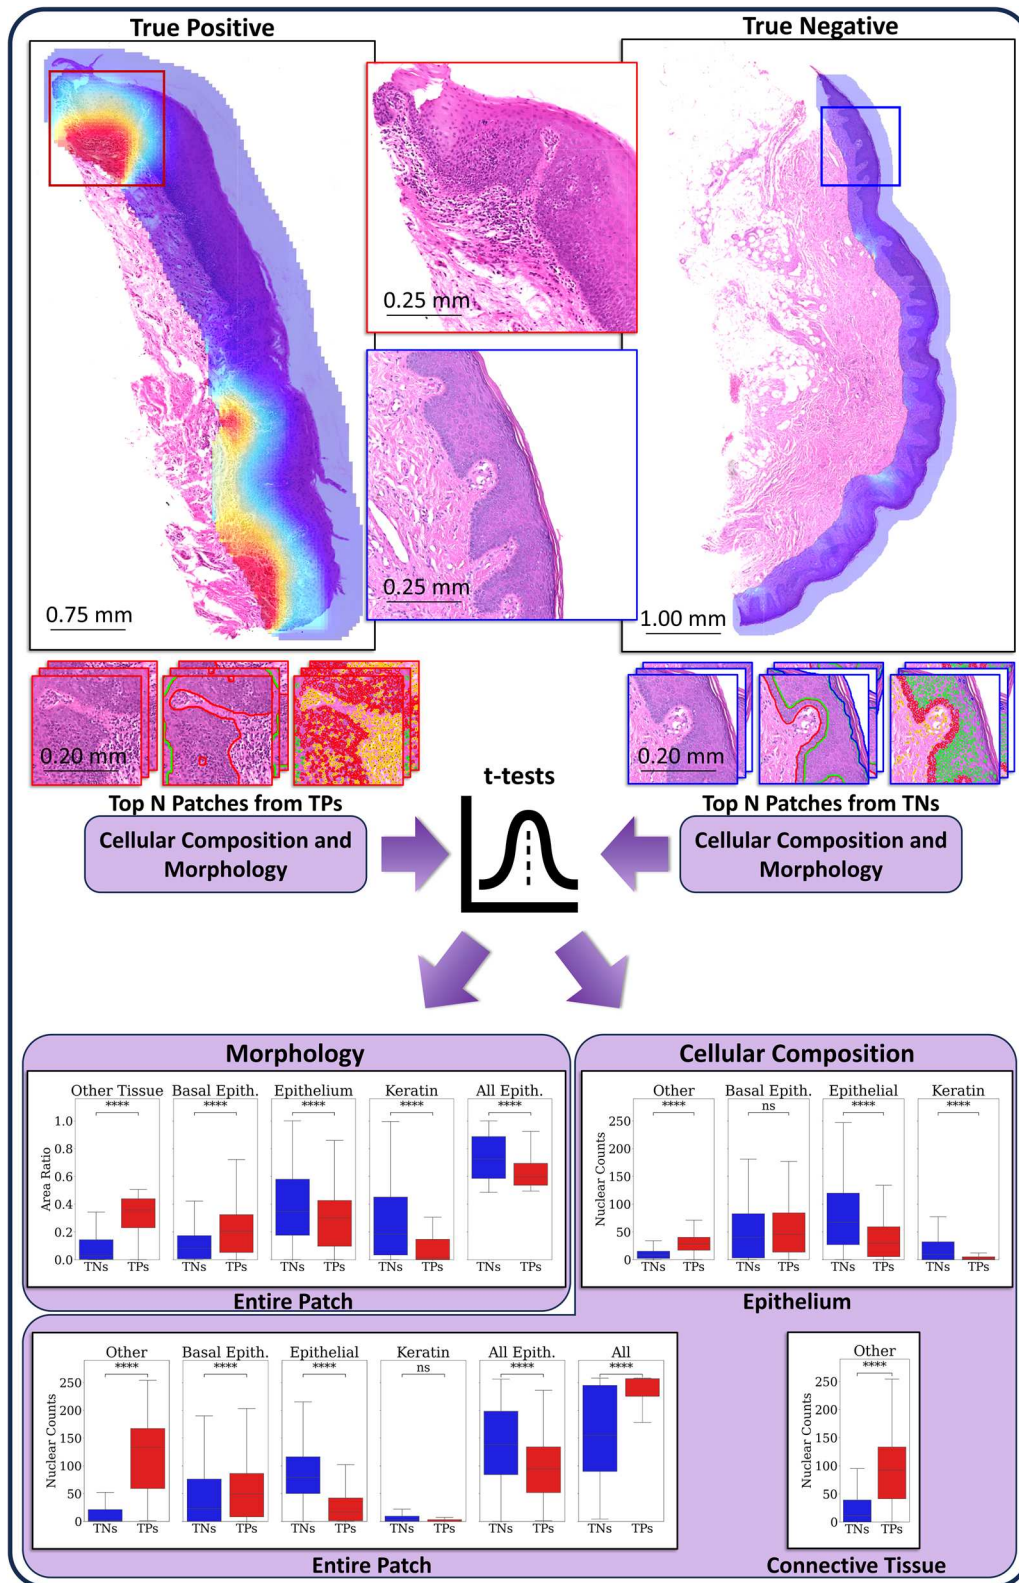 True Positive
True Negative
0.25 mm
0.25 mm
0.75 mm
1.00 mm
0.20 mm
0.20 mm
Top N Patches from TPs
t-tests
Top N Patches from TNs
Cellular Composition and
Morphology
Cellular Composition and
Morphology
Morphology
Other Tissue
Basal Epith.
Epithelium
Keratin
All Epith.
****
****
****
****
****
Area Ratio
1.0
0.8
0.6
0.4
0.2
0.0
TNs TPs
TNs TPs
TNs TPs
TNs TPs
TNs TPs
Entire Patch
Cellular Composition
Other
Basal Epith.
Epithelial
Keratin
****
ns
****
****
Nuclear Counts
250
200
150
100
50
0
TNs TPs
TNs TPs
TNs TPs
TNs TPs
Epithelium
Other
Basal Epith.
Epithelial
Keratin
All Epith.
All
****
****
****
ns
****
****
Nuclear Counts
250
200
150
100
50
0
TNs TPs
TNs TPs
TNs TPs
TNs TPs
TNs TPs
TNs TPs
Entire Patch
Other
****
Nuclear Counts
250
200
150
100
50
0
TNs TPs
Connective Tissue